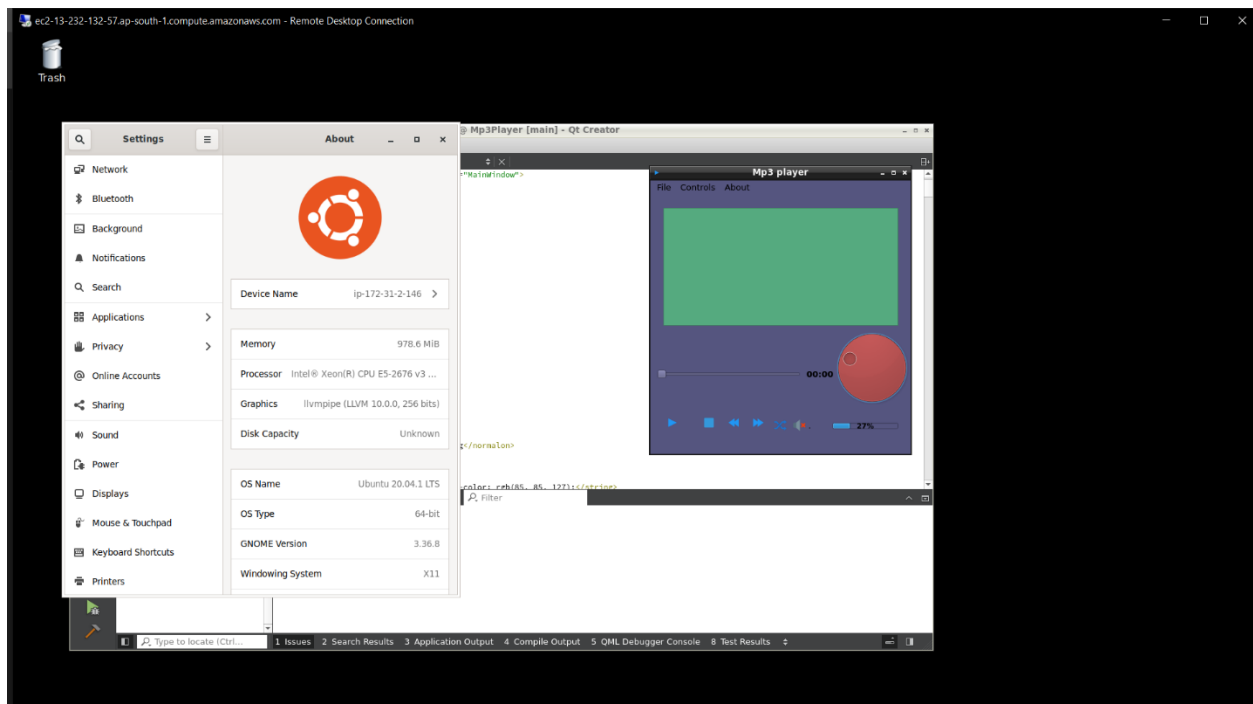 ec2-13-232-132-57.ap-south-1.compute.amazonaws.com - Remote Desktop Connection
Trash
Settings
About
@ Mp3Player [main] - Qt Creator
Network
Bluetooth
Background
Notifications
Search
Applications
Privacy
Online Accounts
Sharing
Sound
Power
Displays
Mouse & Touchpad
Keyboard Shortcuts
Printers
Device Name ip-172-31-2-146
Memory 978.6 MiB
Processor Intel® Xeon(R) CPU E5-2676 v3 ...
Graphics llvmpipe (LLVM 10.0.0, 256 bits)
Disk Capacity Unknown
OS Name Ubuntu 20.04.1 LTS
OS Type 64-bit
GNOME Version 3.36.8
Windowing System X11
="MainWindow">
</normalon>
color: rgb(85, 85, 127);</string>
Filter
Mp3 player
File Controls About
00:00
27%
Type to locate (Ctrl...
1 Issues 2 Search Results 3 Application Output 4 Compile Output 5 QML Debugger Console 8 Test Results